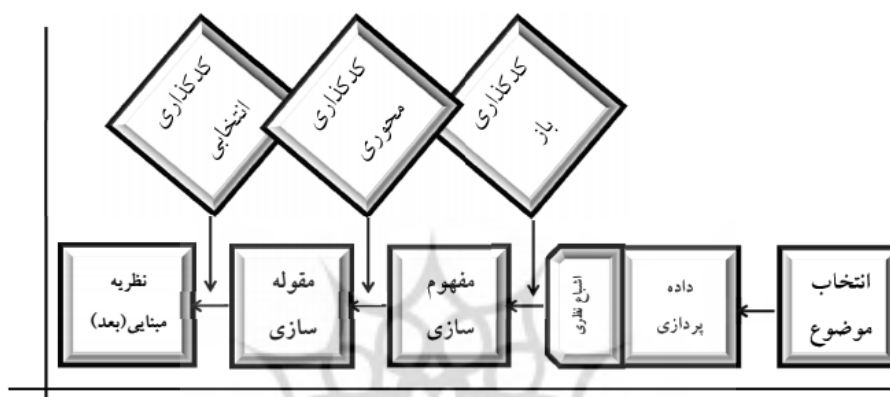 کدگذاری
باز
کدگذاری
محوری
کدگذاری
انتخابی
انتخاب
موضوع
داده
پردازی
اشباع نظری
مفهوم
سازی
مقوله
سازی
نظریه
مبنایی(بعد)